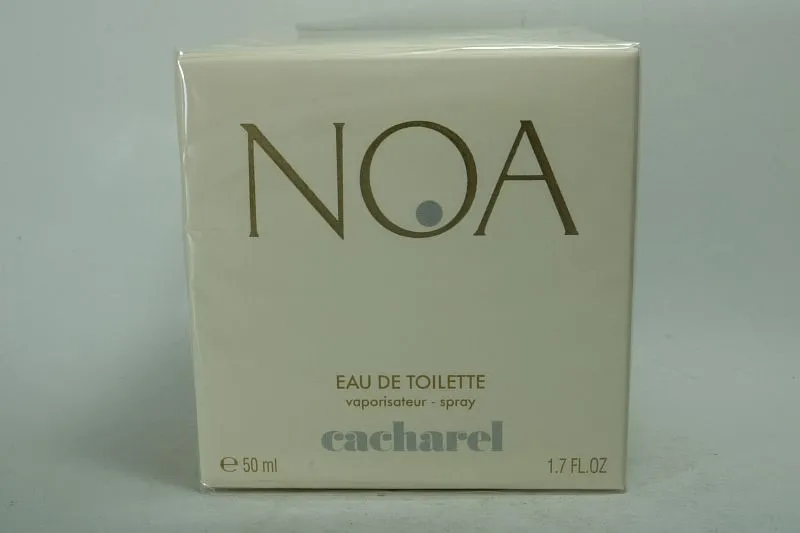 NOA
EAU DE TOILETTE
vaporisateur - spray
cacharel
℮ 50 ml 1.7 FL.OZ